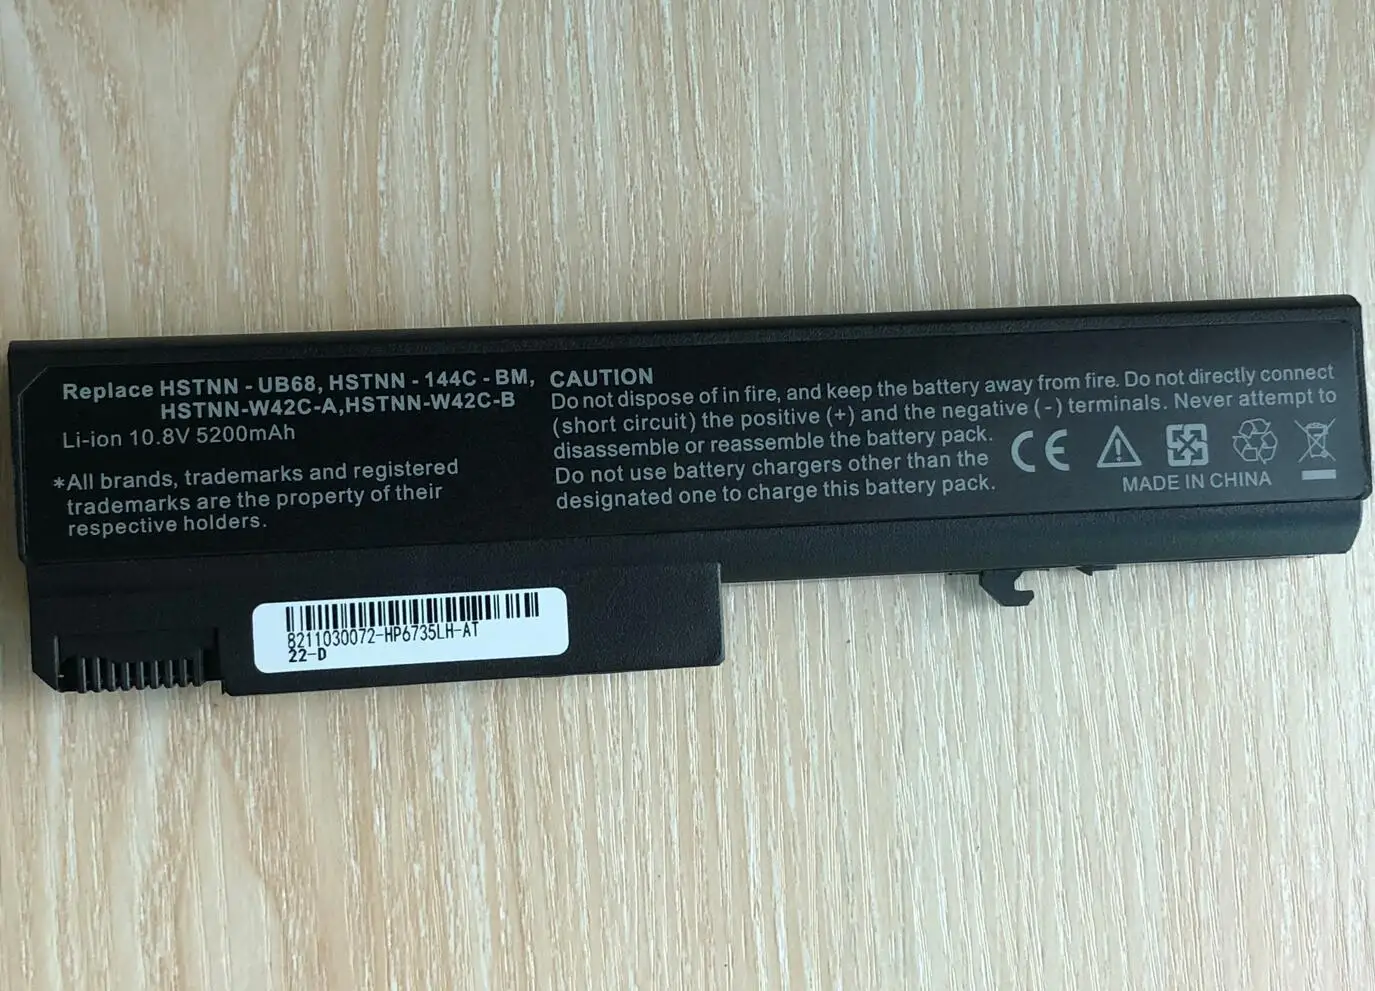 Replace HSTNN - UB68, HSTNN - 144C - BM,
HSTNN-W42C-A,HSTNN-W42C-B
Li-ion 10.8V 5200mAh
*All brands, trademarks and registered
trademarks are the property of their
respective holders.
CAUTION
Do not dispose of in fire, and keep the battery away from fire. Do not directly connect
(short circuit) the positive (+) and the negative (-) terminals. Never attempt to
disassemble or reassemble the battery pack.
Do not use battery chargers other than the
designated one to charge this battery pack.
CE
MADE IN CHINA
8211030072-HP6735LH-AT
22-D